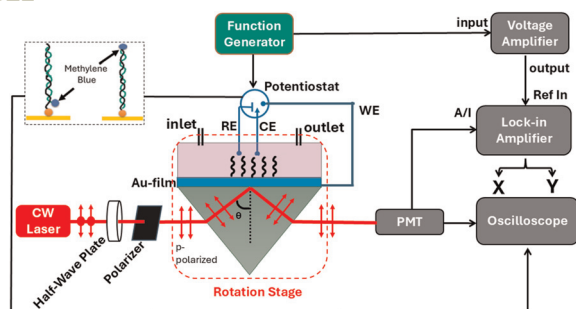 Function
Generator
input
Voltage
Amplifier
output
Ref In
Methylene
Blue
Potentiostat
WE
A/I
Lock-in
Amplifier
inlet
RE
CE
outlet
X
Y
Au-film
CW
Laser
θ
PMT
Oscilloscope
Half-Wave Plate
Polarizer
p-
polarized
Rotation Stage